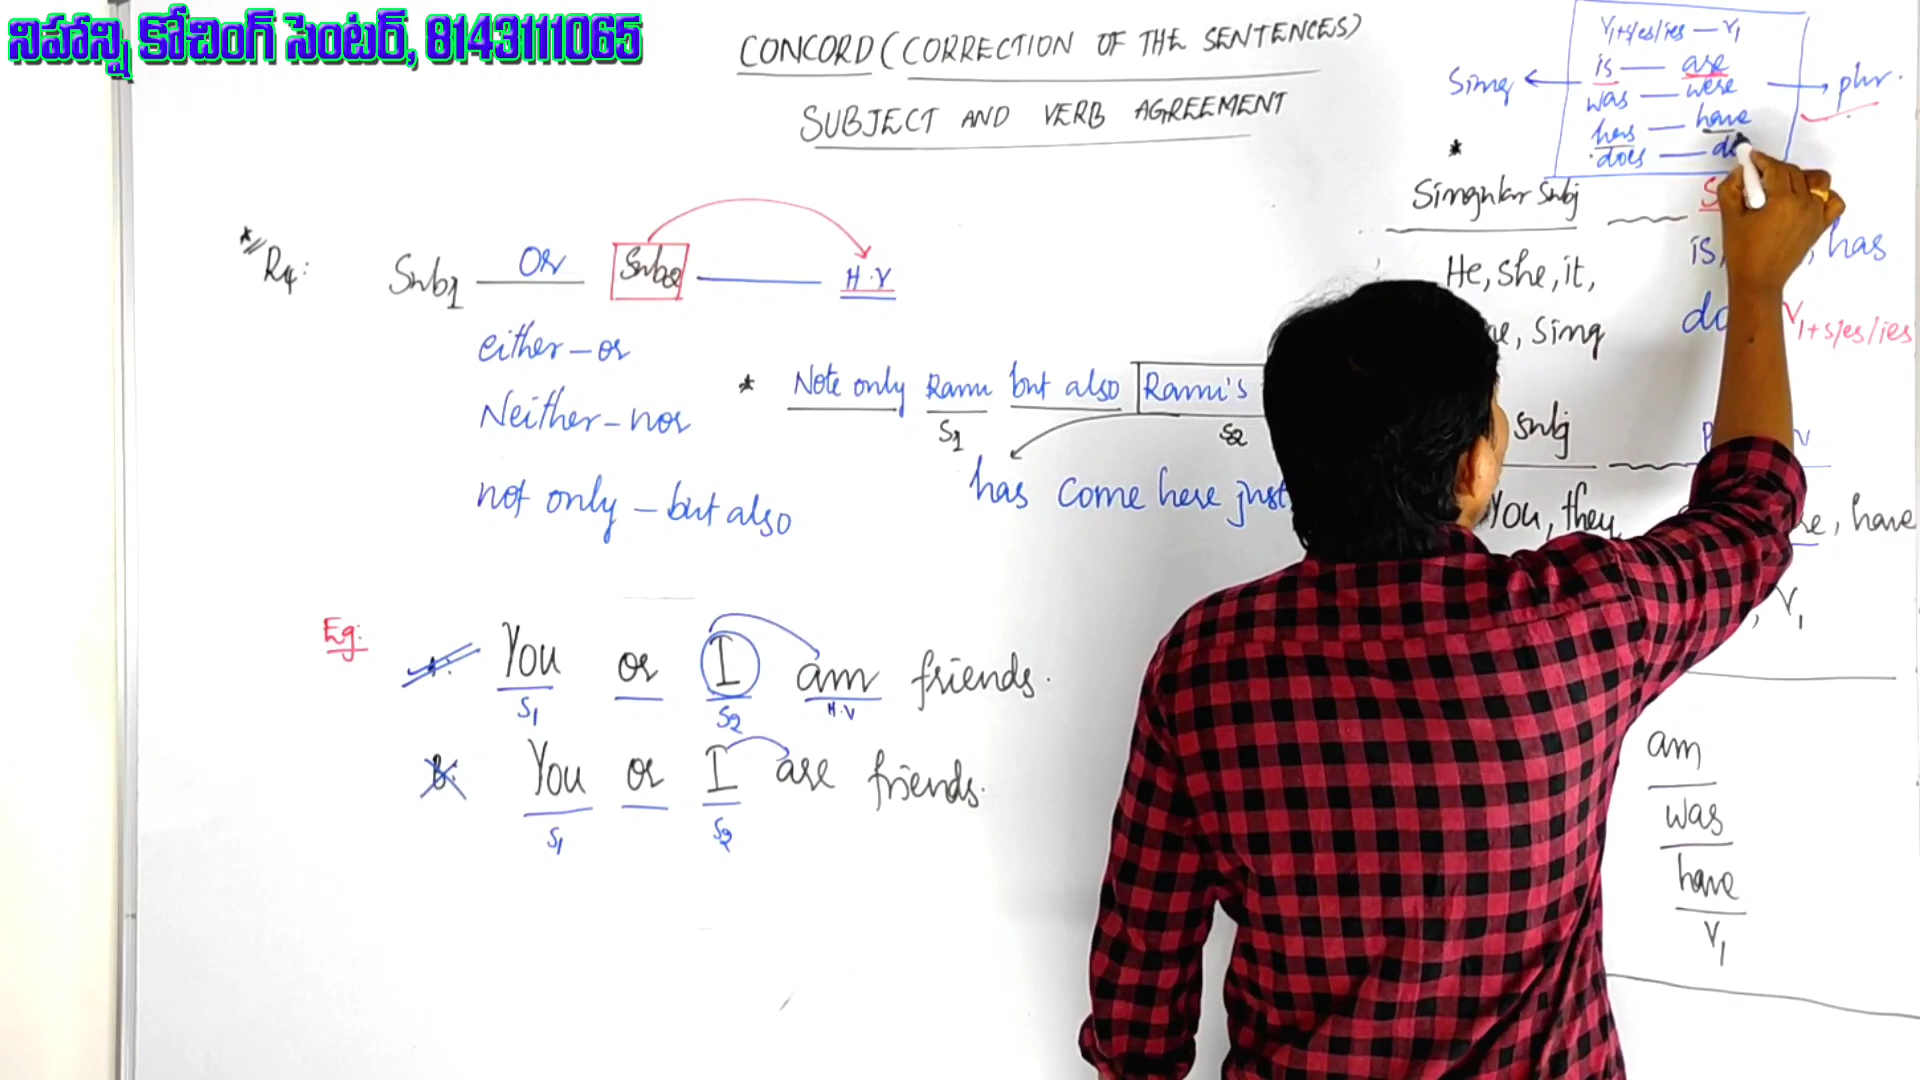 నిహాన్షి కోచింగ్ సెంటర్, 8143111065
CONCORD (CORRECTION OF THE SENTENCES)
SUBJECT AND VERB AGREEMENT
V1+s/es/ies — V1
is — are
was — were
has — have
does —
Sing
plur.
* R4: Sub1 or Sub2 H.V
either – or
Neither – nor
not only – but also
* Note only Ramu but also Ramu's
S1 S2
has come here just
Eg:
You or I am friends.
S1 S2 H.V
You or I are friends.
S1 S2
*
Singular Subj
He, she, it,
, Sing
is, , has
V1+s/es/ies
Subj
You, they,
, have
, V1
am
was
have
V1